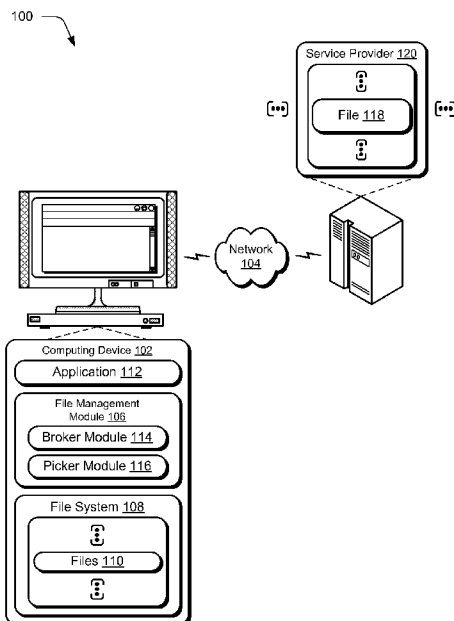 100
Service Provider 120
File 118
Network
104
Computing Device 102
Application 112
File Management
Module 106
Broker Module 114
Picker Module 116
File System 108
Files 110